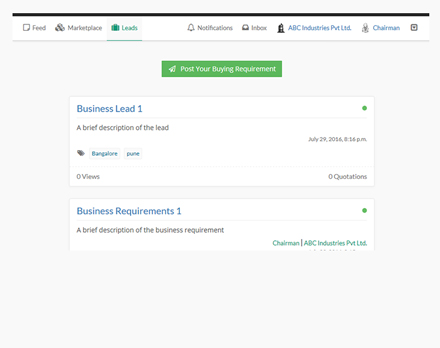 Feed Marketplace Leads Notifications Inbox ABC Industries Pvt Ltd. Chairman
Post Your Buying Requirement
Business Lead 1
A brief description of the lead
July 29, 2016, 8:16 p.m.
Bangalore pune
0 Views 0 Quotations
Business Requirements 1
A brief description of the business requirement
Chairman | ABC Industries Pvt Ltd.